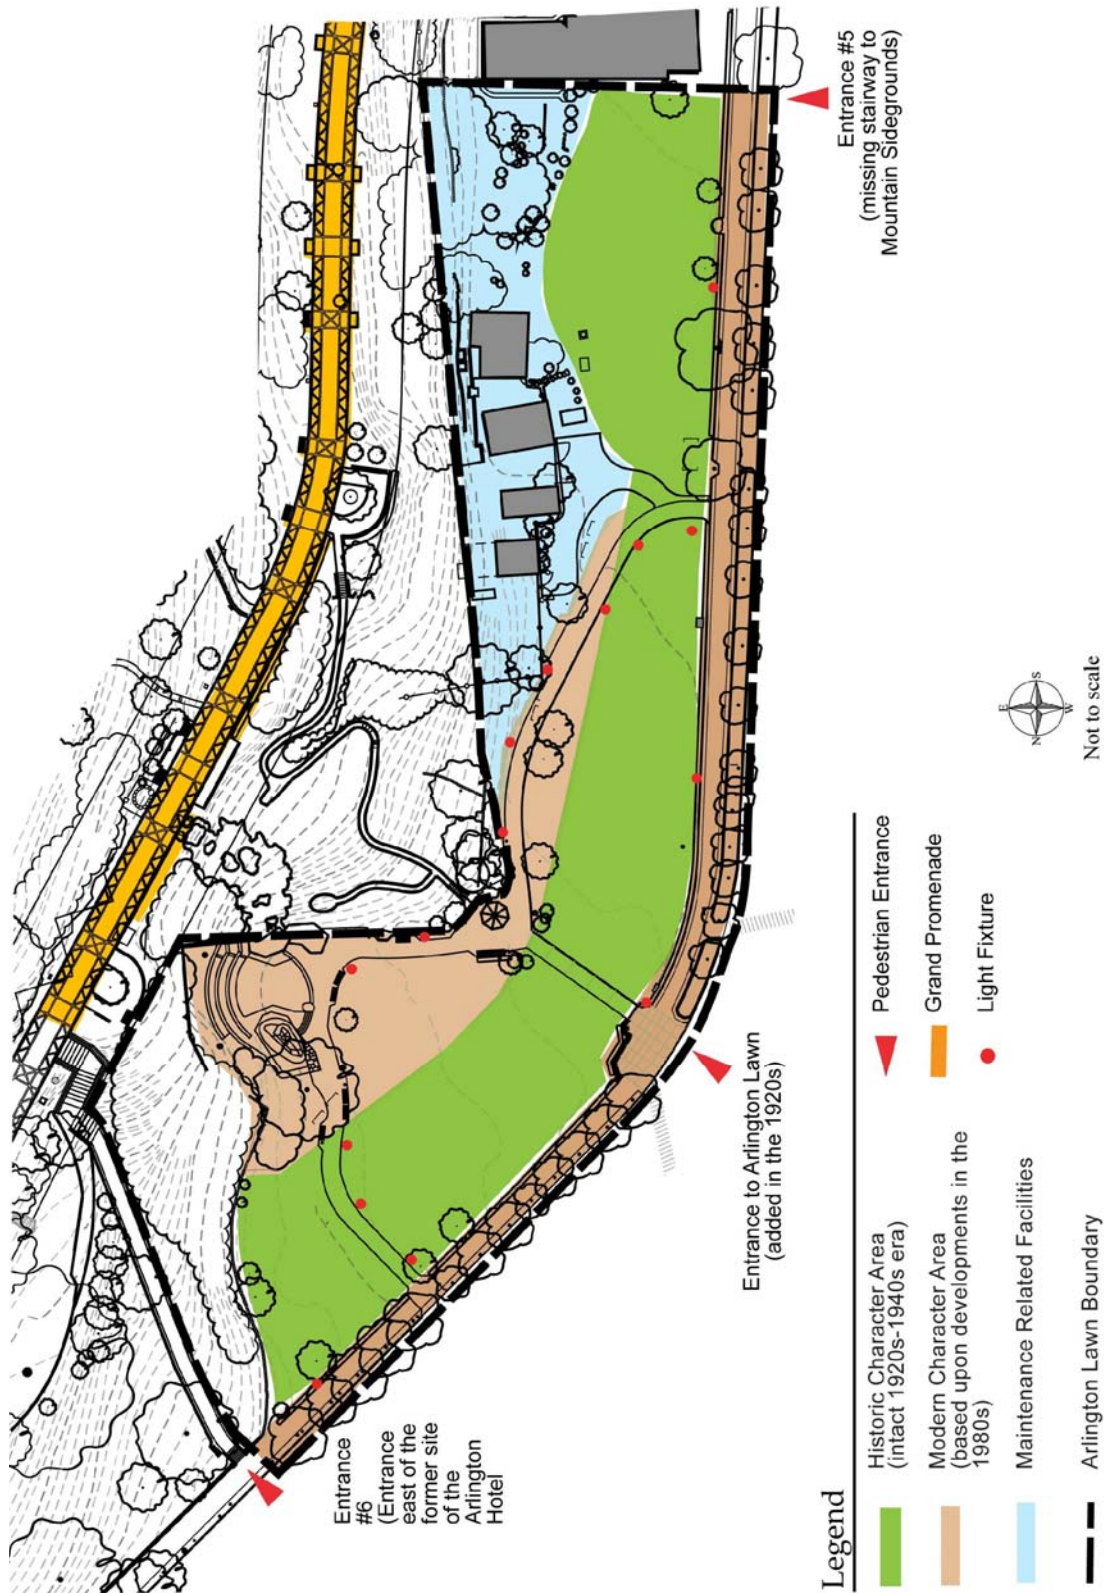 Entrance #5
(missing stairway to
Mountain Sidegrounds)
Entrance to Arlington Lawn
(added in the 1920s)
Entrance
#6
(Entrance
east of the
former site
of the
Arlington
Hotel
Legend
Historic Character Area
(intact 1920s-1940s era)
Modern Character Area
(based upon developments in the
1980s)
Maintenance Related Facilities
Arlington Lawn Boundary
Pedestrian Entrance
Grand Promenade
Light Fixture
N
E
S
W
Not to scale